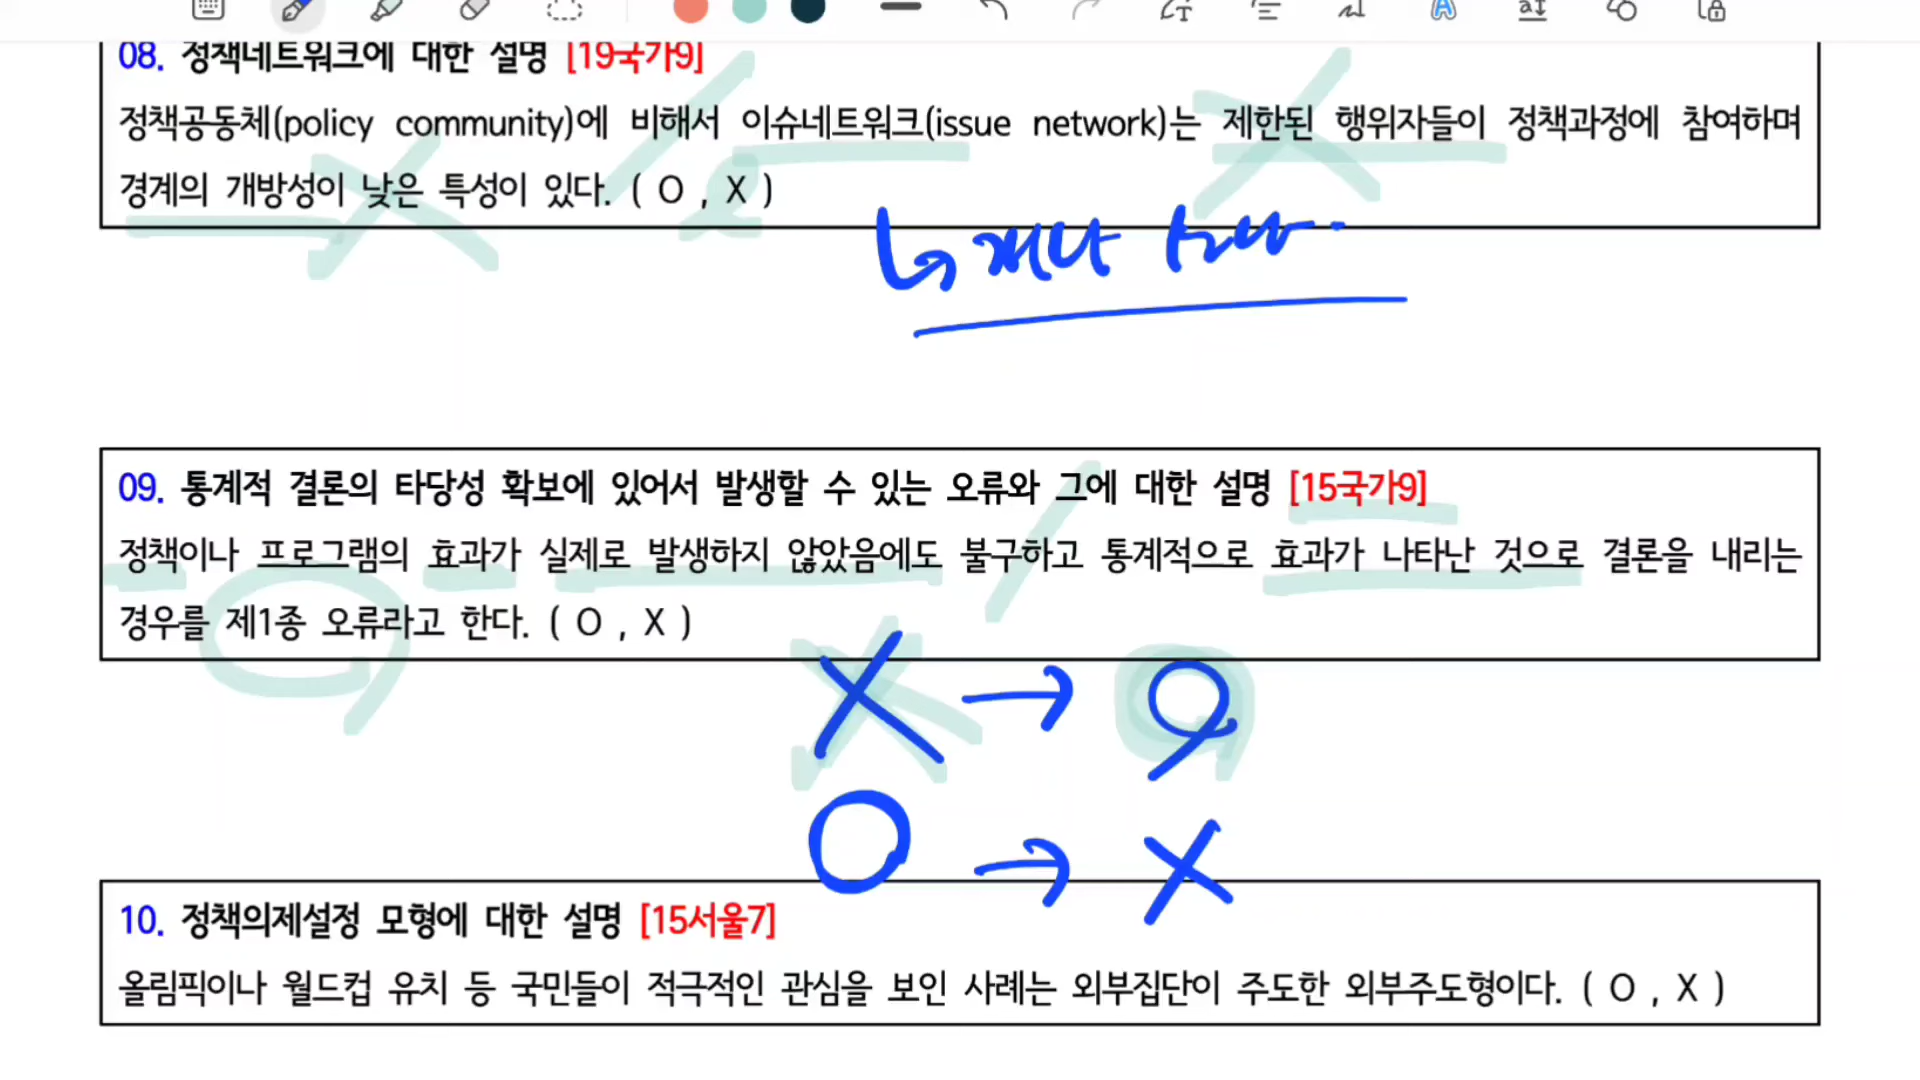 08. 정책네트워크에 대한 설명 [19국가9]
정책공동체(policy community)에 비해서 이슈네트워크(issue network)는 제한된 행위자들이 정책과정에 참여하며
경계의 개방성이 낮은 특성이 있다. ( O , X )
09. 통계적 결론의 타당성 확보에 있어서 발생할 수 있는 오류와 그에 대한 설명 [15국가9]
정책이나 프로그램의 효과가 실제로 발생하지 않았음에도 불구하고 통계적으로 효과가 나타난 것으로 결론을 내리는
경우를 제1종 오류라고 한다. ( O , X )
X → O
O → X
10. 정책의제설정 모형에 대한 설명 [15서울7]
올림픽이나 월드컵 유치 등 국민들이 적극적인 관심을 보인 사례는 외부집단이 주도한 외부주도형이다. ( O , X )